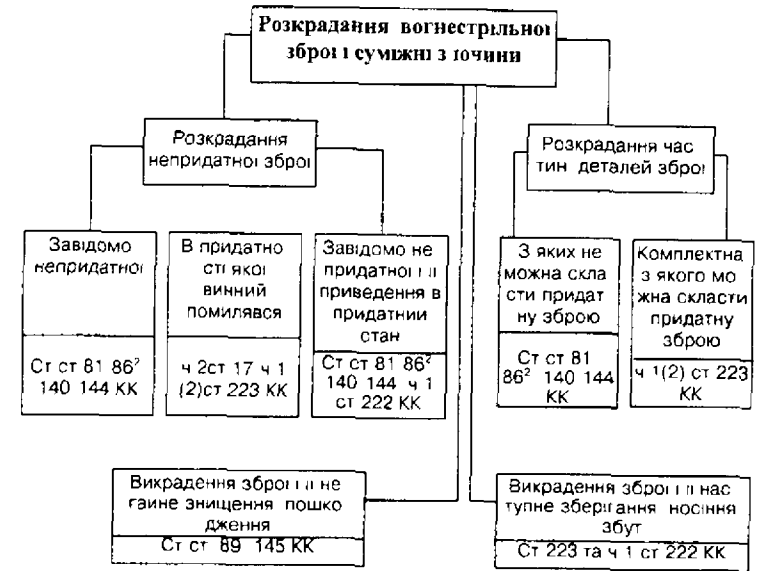 Розкрадання вогнестрільної
зброї і суміжні злочини
Розкрадання
непридатної зброї
Розкрадання час
тин деталей зброї
Завідомо
непридатної
Ст ст 81 86²
140 144 КК
В придатно
сті якої
винний
помилявся
ч 2ст 17 ч 1
(2)ст 223 КК
Завідомо не
придатної і її
приведення в
придатний
стан
Ст ст 81 86²
140 144 ч 1
ст 222 КК
З яких не
можна скла
сти придат
ну зброю
Ст ст 81
86² 140 144
КК
Комплектна
з якого мо
жна скласти
придатну
зброю
ч 1(2) ст 223
КК
Викрадення зброї і її не
гайне знищення пошко
дження
Ст ст 89 145 КК
Викрадення зброї і її нас
тупне зберігання носіння
збут
Ст 223 та ч 1 ст 222 КК